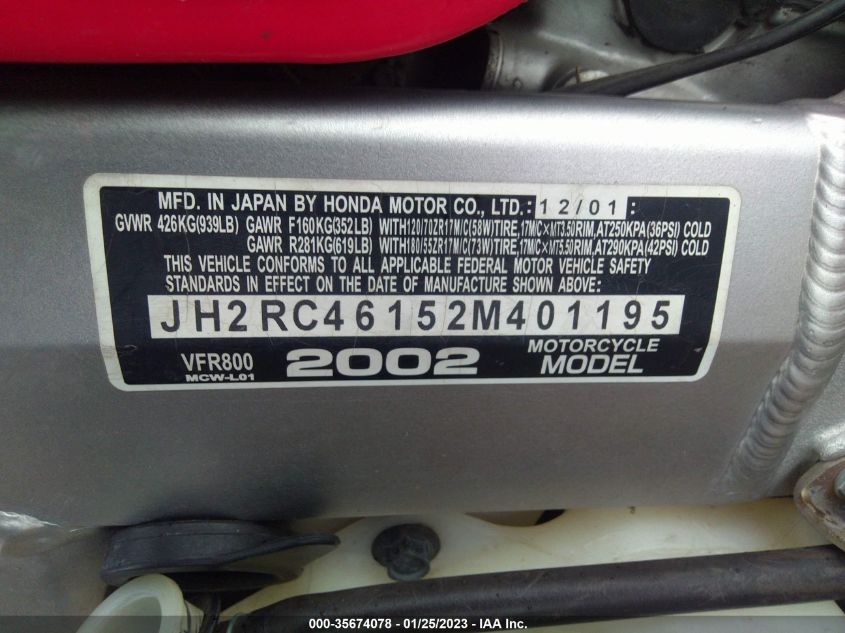 MFD. IN JAPAN BY HONDA MOTOR CO., LTD.: 12/01 :
GVWR 426KG(939LB) GAWR F160KG(352LB) WITH120/70ZR17M/C(58W)TIRE,17M/C×MT3.50RIM,AT250KPA(36PSI) COLD
GAWR R281KG(619LB) WITH180/55ZR17M/C(73W)TIRE,17M/C×MT5.50RIM,AT290KPA(42PSI) COLD
THIS VEHICLE CONFORMS TO ALL APPLICABLE FEDERAL MOTOR VEHICLE SAFETY
STANDARDS IN EFFECT ON THE DATE OF MANUFACTURE SHOWN ABOVE:
JH2RC46152M401195
VFR800 2002 MOTORCYCLE
MCW-L01 MODEL
000-35674078 - 01/25/2023 - IAA Inc.